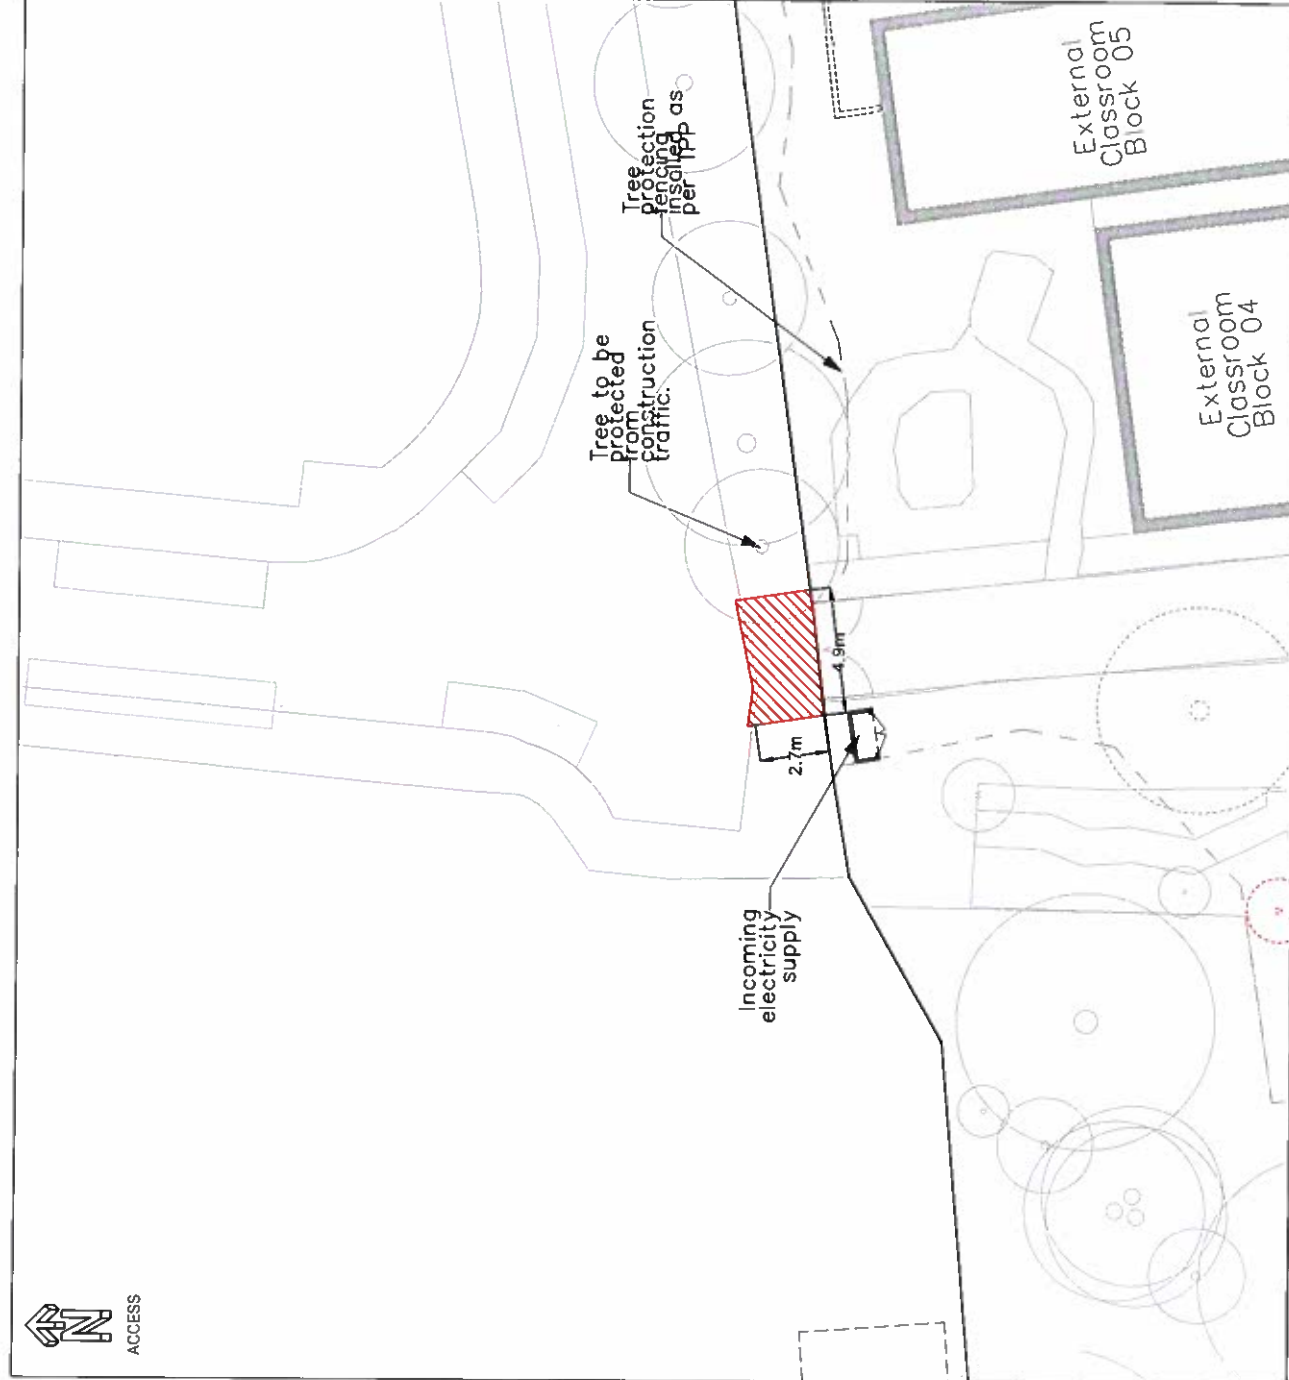 N
ACCESS
Incoming
electricity
supply
Tree to be
protected
from
construction
traffic.
Tree
protection
fencing
insalled
per TPP as
2.7m
4.9m
External
Classroom
Block 04
External
Classroom
Block 05